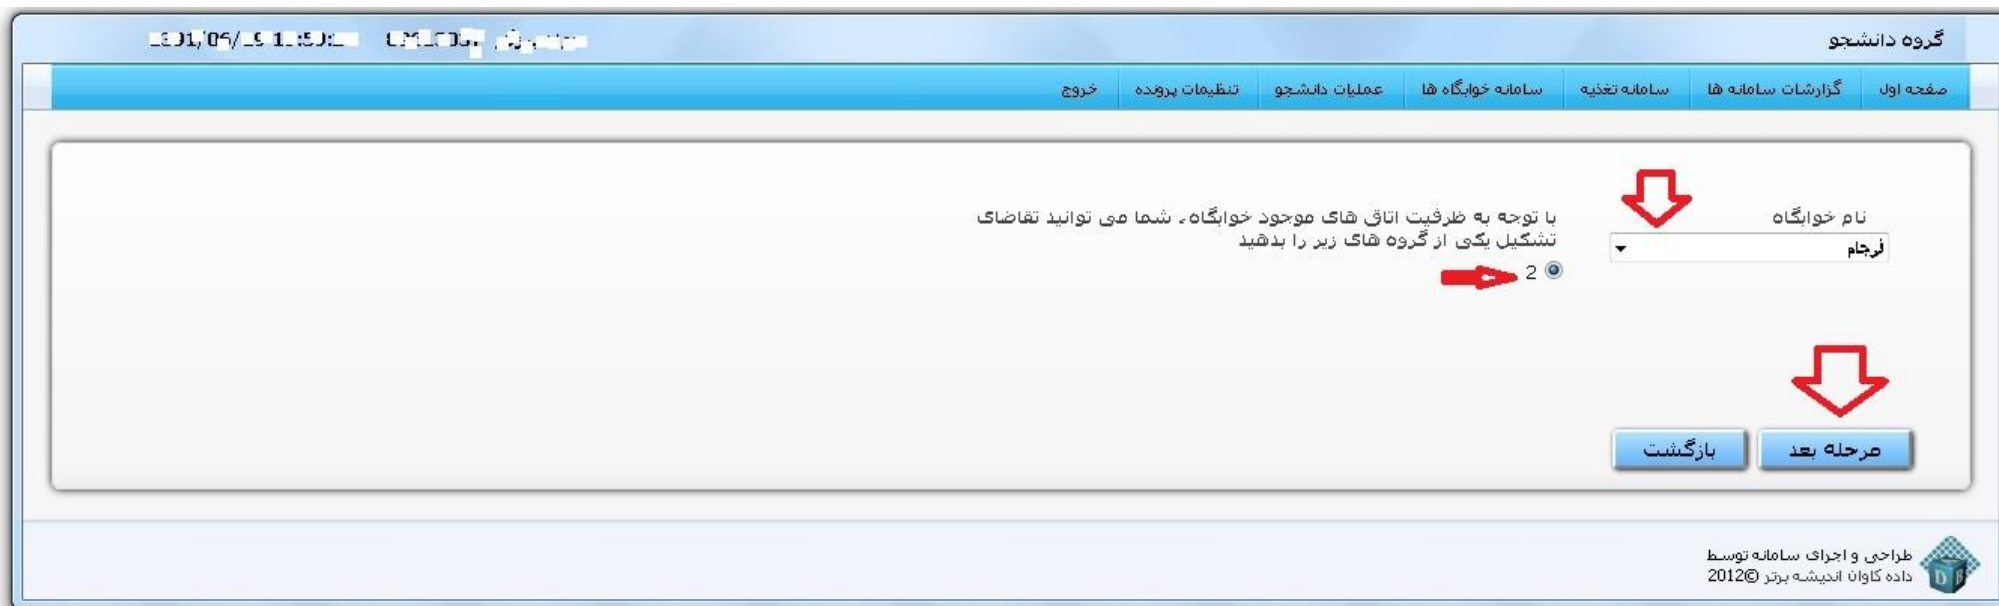 گروه دانشجو
صفحه اول گزارشات سامانه ها سامانه تغذیه سامانه خوابگاه ها عملیات دانشجو تنظیمات پرونده خروج
نام خوابگاه
فرجام
با توجه به ظرفیت اتاق های موجود خوابگاه، شما می توانید تقاضای
تشکیل یکی از گروه های زیر را بدهید
2
مرحله بعد بازگشت
طراحی و اجرای سامانه توسط
داده کاوان اندیشه برتر ©2012